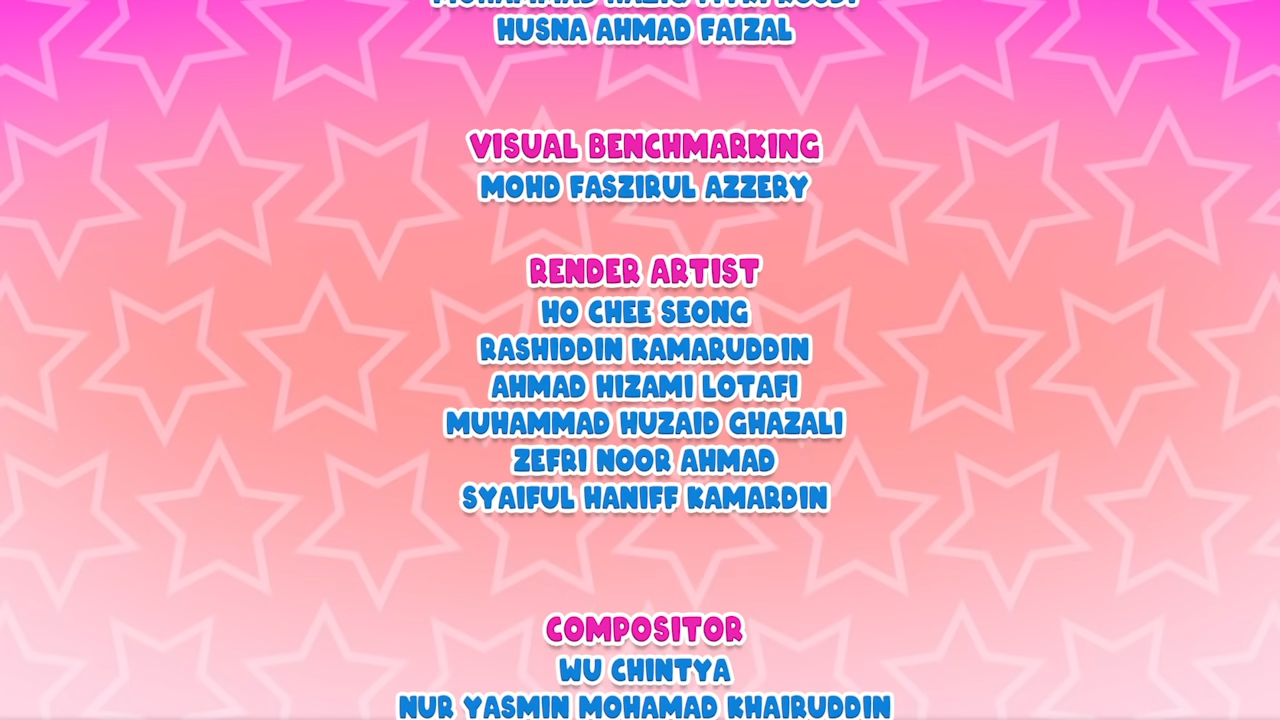 HUSNA AHMAD FAIZAL
VISUAL BENCHMARKING
MOHD FASZIRUL AZZERY
RENDER ARTIST
HO CHEE SEONG
RASHIDDIN KAMARUDDIN
AHMAD HIZAMI LOTAFI
MUHAMMAD HUZAID GHAZALI
ZEFRI NOOR AHMAD
SYAIFUL HANIFF KAMARDIN
COMPOSITOR
WU CHINTYA
NUR YASMIN MOHAMAD KHAIRUDDIN